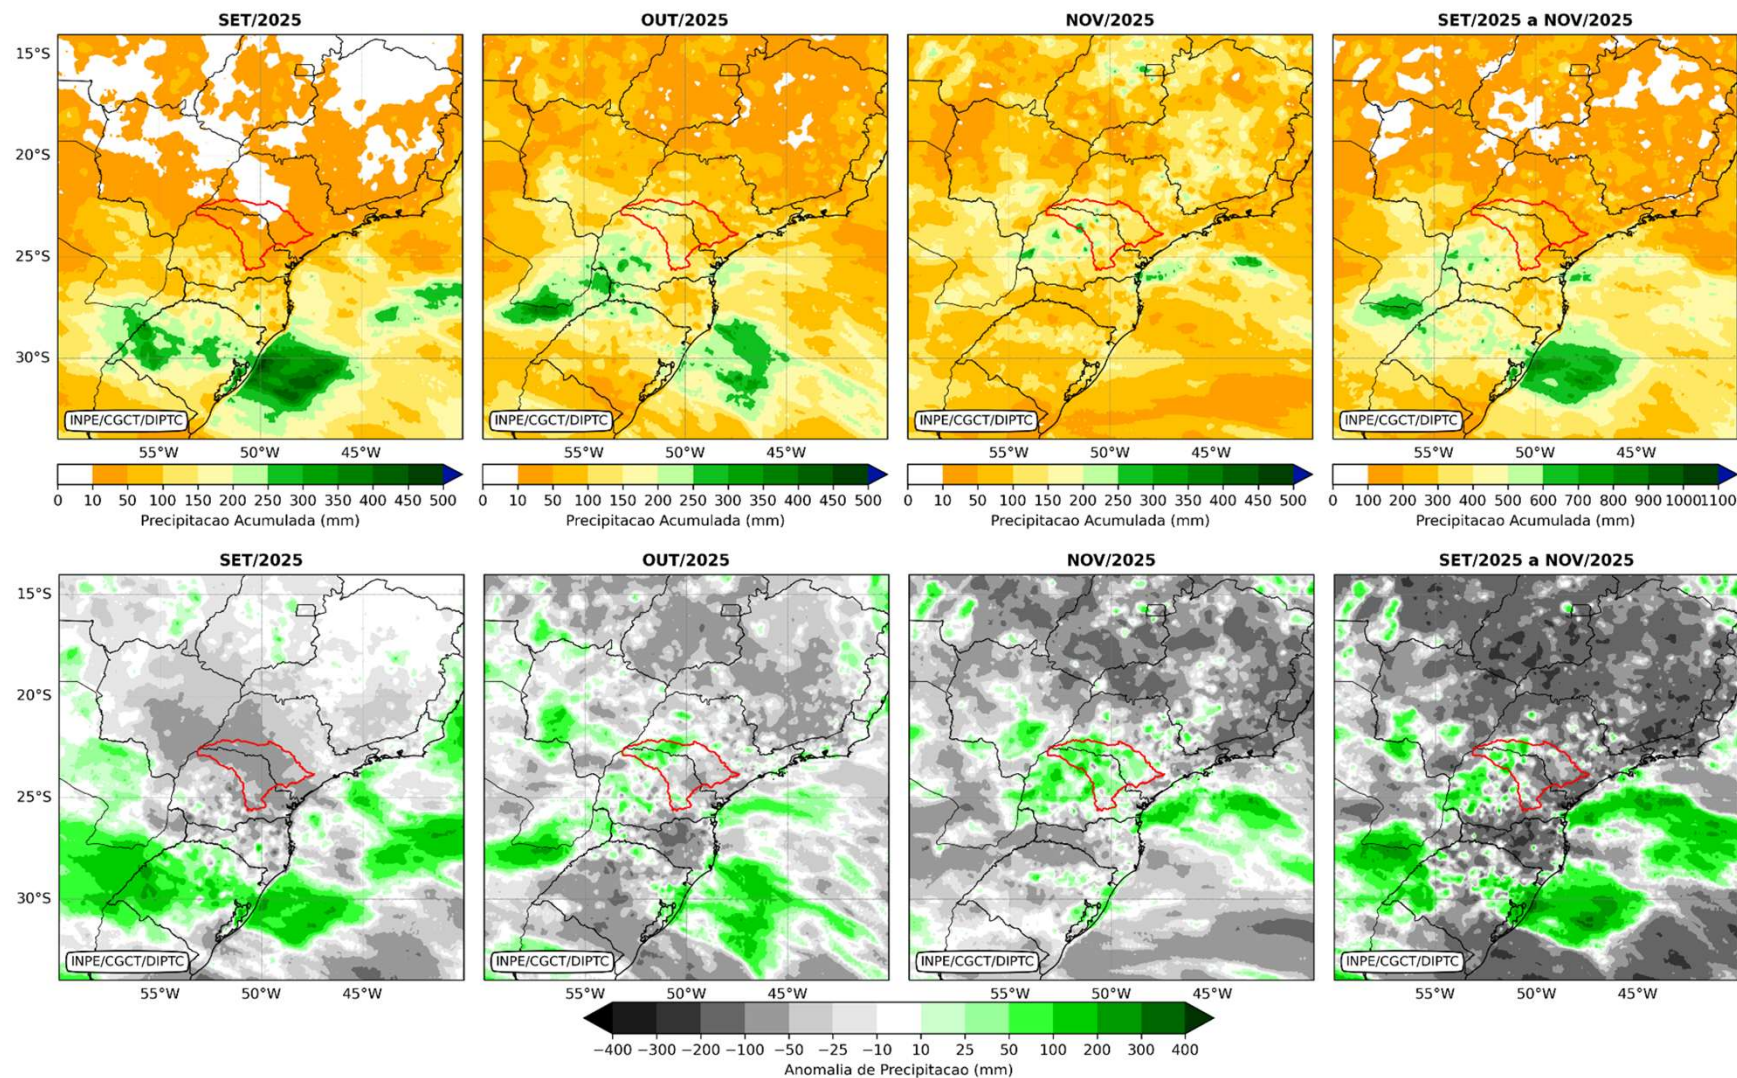 SET/2025 OUT/2025 NOV/2025 SET/2025 a NOV/2025
15°S
20°S
25°S
30°S
INPE/CGCT/DIPTC INPE/CGCT/DIPTC INPE/CGCT/DIPTC INPE/CGCT/DIPTC
55°W 50°W 45°W 55°W 50°W 45°W 55°W 50°W 45°W 55°W 50°W 45°W
0 10 50 100 150 200 250 300 350 400 450 500 0 10 50 100 150 200 250 300 350 400 450 500 0 10 50 100 150 200 250 300 350 400 450 500 0 100 200 300 400 500 600 700 800 900 1000 1100
Precipitacao Acumulada (mm) Precipitacao Acumulada (mm) Precipitacao Acumulada (mm) Precipitacao Acumulada (mm)
SET/2025 OUT/2025 NOV/2025 SET/2025 a NOV/2025
15°S
20°S
25°S
30°S
INPE/CGCT/DIPTC INPE/CGCT/DIPTC INPE/CGCT/DIPTC INPE/CGCT/DIPTC
55°W 50°W 45°W 55°W 50°W 45°W 55°W 50°W 45°W 55°W 50°W 45°W
−400 −300 −200 −100 −50 −25 −10 10 25 50 100 200 300 400
Anomalia de Precipitacao (mm)